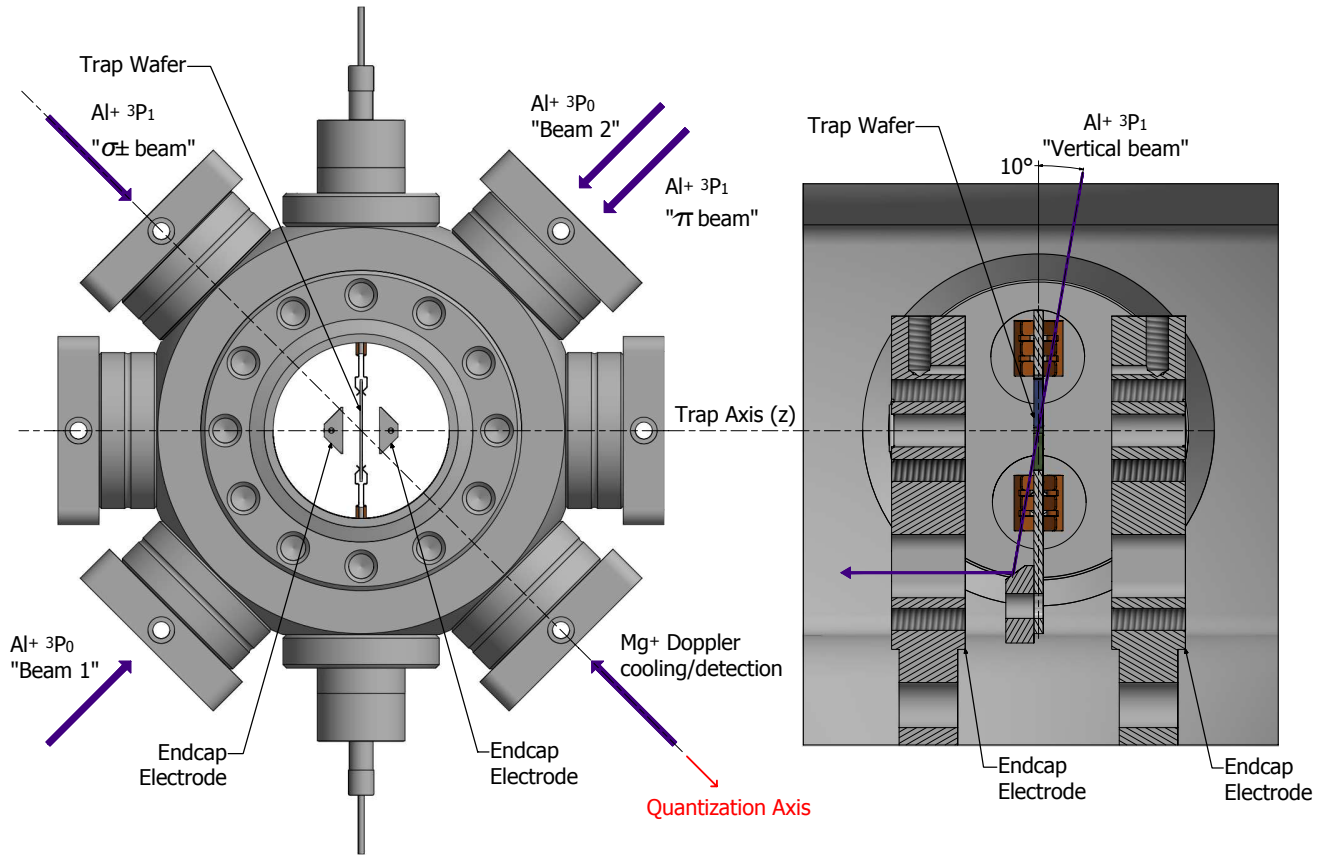 Trap Wafer
Al+ ³P₁
"σ± beam"
Al+ ³P₀
"Beam 2"
Al+ ³P₁
"π beam"
Al+ ³P₀
"Beam 1"
Endcap
Electrode
Endcap
Electrode
Mg+ Doppler
cooling/detection
Quantization Axis
Trap Axis (z)
Trap Wafer
10°
Al+ ³P₁
"Vertical beam"
Endcap
Electrode
Endcap
Electrode